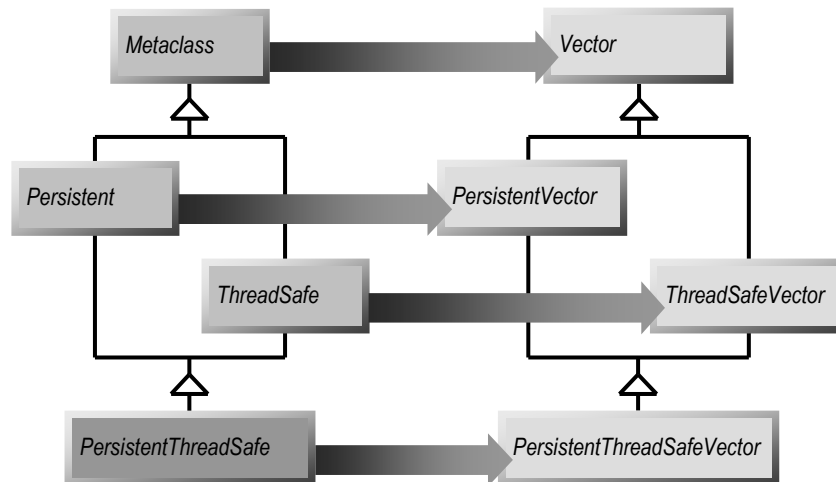 Metaclass
Vector
Persistent
PersistentVector
ThreadSafe
ThreadSafeVector
PersistentThreadSafe
PersistentThreadSafeVector